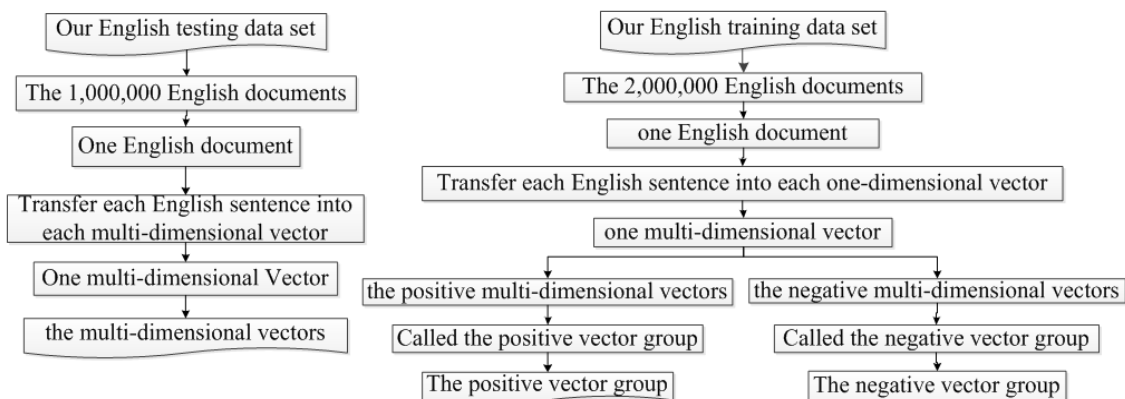 Our English testing data set
The 1,000,000 English documents
One English document
Transfer each English sentence into
each multi-dimensional vector
One multi-dimensional Vector
the multi-dimensional vectors
Our English training data set
The 2,000,000 English documents
one English document
Transfer each English sentence into each one-dimensional vector
one multi-dimensional vector
the positive multi-dimensional vectors
the negative multi-dimensional vectors
Called the positive vector group
Called the negative vector group
The positive vector group
The negative vector group